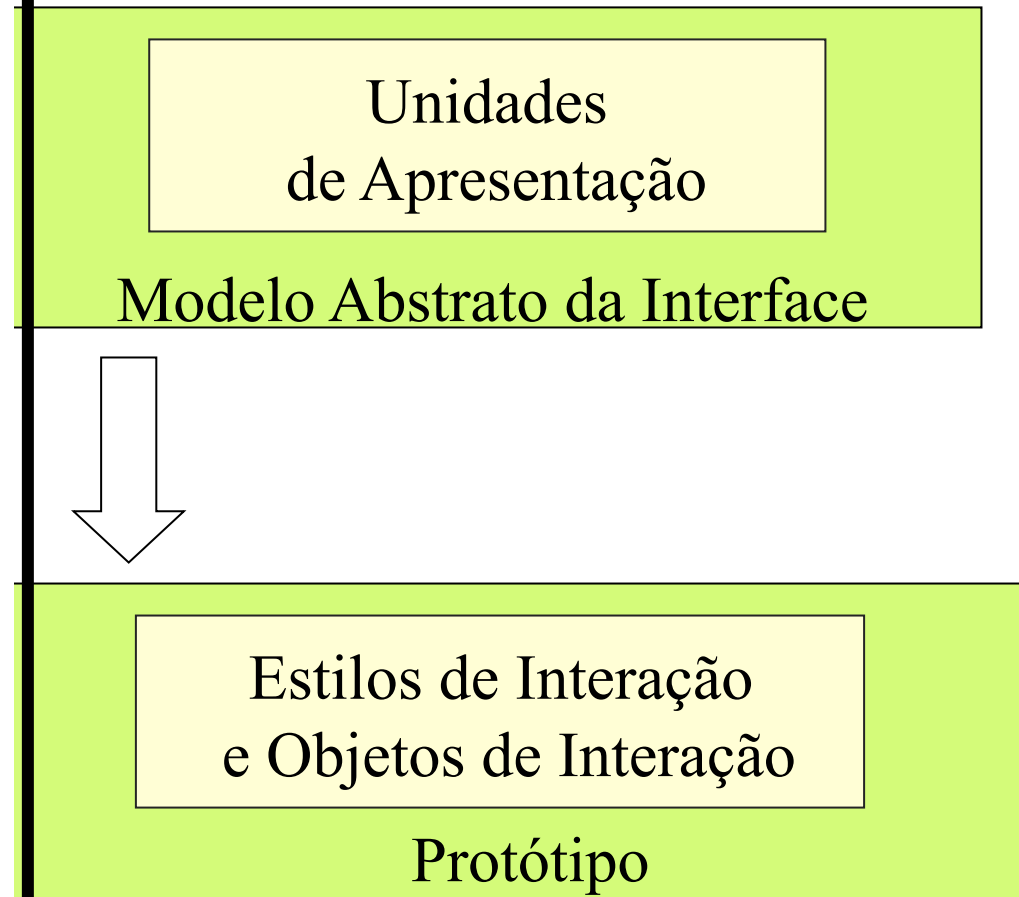 Unidades
de Apresentação
Modelo Abstrato da Interface
Estilos de Interação
e Objetos de Interação
Protótipo